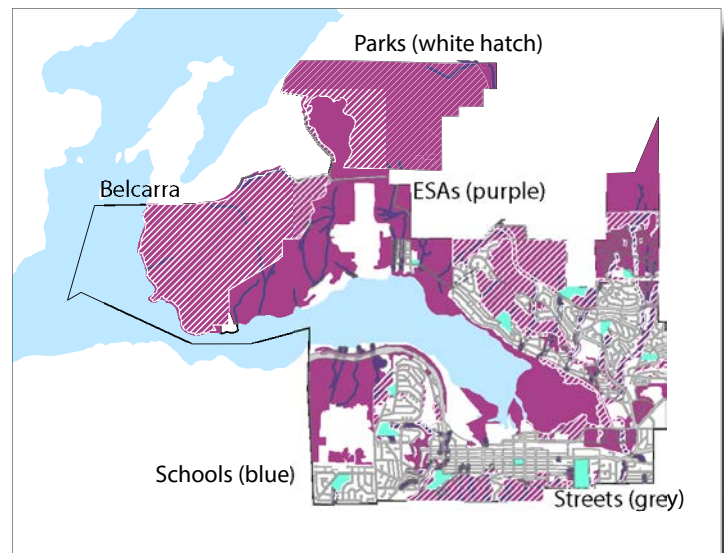 Parks (white hatch)
Belcarra
ESAs (purple)
Schools (blue)
Streets (grey)